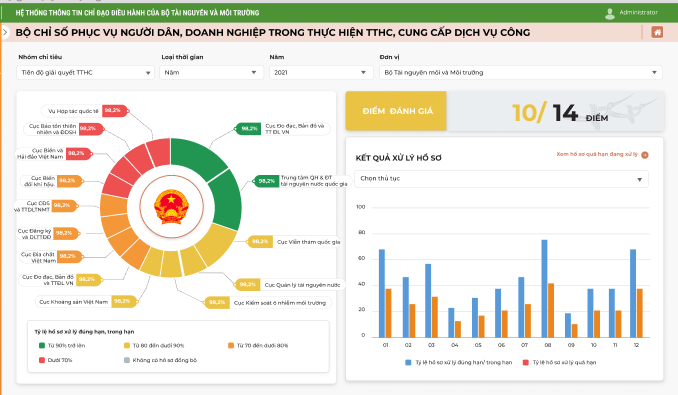 HỆ THỐNG THÔNG TIN CHỈ ĐẠO ĐIỀU HÀNH CỦA BỘ TÀI NGUYÊN VÀ MÔI TRƯỜNG
Administrator
BỘ CHỈ SỐ PHỤC VỤ NGƯỜI DÂN, DOANH NGHIỆP TRONG THỰC HIỆN TTHC, CUNG CẤP DỊCH VỤ CÔNG
Nhóm chỉ tiêu
Loại thời gian
Năm
Đơn vị
Tiến độ giải quyết TTHC
Năm
2021
Bộ Tài nguyên môi và Môi trường
Vụ Hợp tác quốc tế 98,2%
Cục Bảo tồn thiên
nhiên và ĐDSH
98,2%
Cục Biển và
Hải đảo Việt Nam
98,2%
Cục Biến
đổi khí hậu
98,2%
Cục CĐS
và TTDLTNMT
98,2%
Cục Đăng ký
và DLTTĐĐ
98,2%
Cục Địa chất
Việt Nam
98,2%
Cục Đo đạc, Bản đồ
và TTĐL VN
98,2%
Cục Khoáng sản Việt Nam 98,2%
98,2%
Cục Đo đạc, Bản đồ và
TT ĐL VN
98,2%
Trung tâm QH & ĐT
tài nguyên nước quốc gia
98,2% Cục Viễn thám quốc gia
98,2% Cục Quản lý tài nguyên nước
98,2% Cục Kiểm soát ô nhiễm môi trường
Tỷ lệ hồ sơ xử lý đúng hạn, trong hạn
Từ 90% trở lên
Từ 80 đến dưới 90%
Từ 70 đến dưới 80%
Dưới 70%
Không có hồ sơ đồng bộ
ĐIỂM ĐÁNH GIÁ
10/ 14 ĐIỂM
KẾT QUẢ XỬ LÝ HỒ SƠ
Xem hồ sơ quá hạn đang xử lý
Chọn thủ tục
100
80
60
40
20
0
01 02 03 04 05 06 07 08 09 10 11 12
Tỷ lệ hồ sơ xử lý đúng hạn/ trong hạn
Tỷ lệ hồ sơ xử lý quá hạn